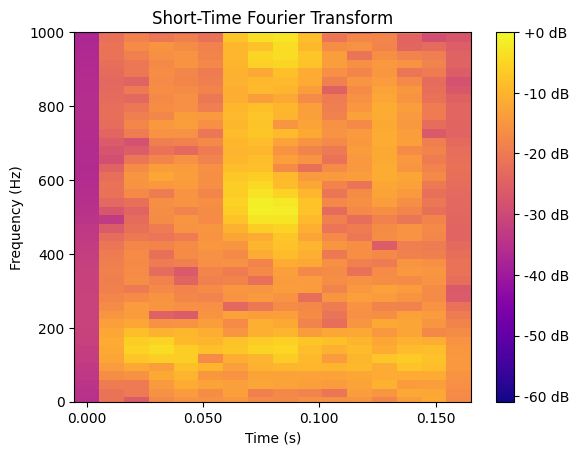 Short-Time Fourier Transform
Frequency (Hz)
1000
800
600
400
200
0
0.000
0.050
0.100
0.150
Time (s)
+0 dB
-10 dB
-20 dB
-30 dB
-40 dB
-50 dB
-60 dB